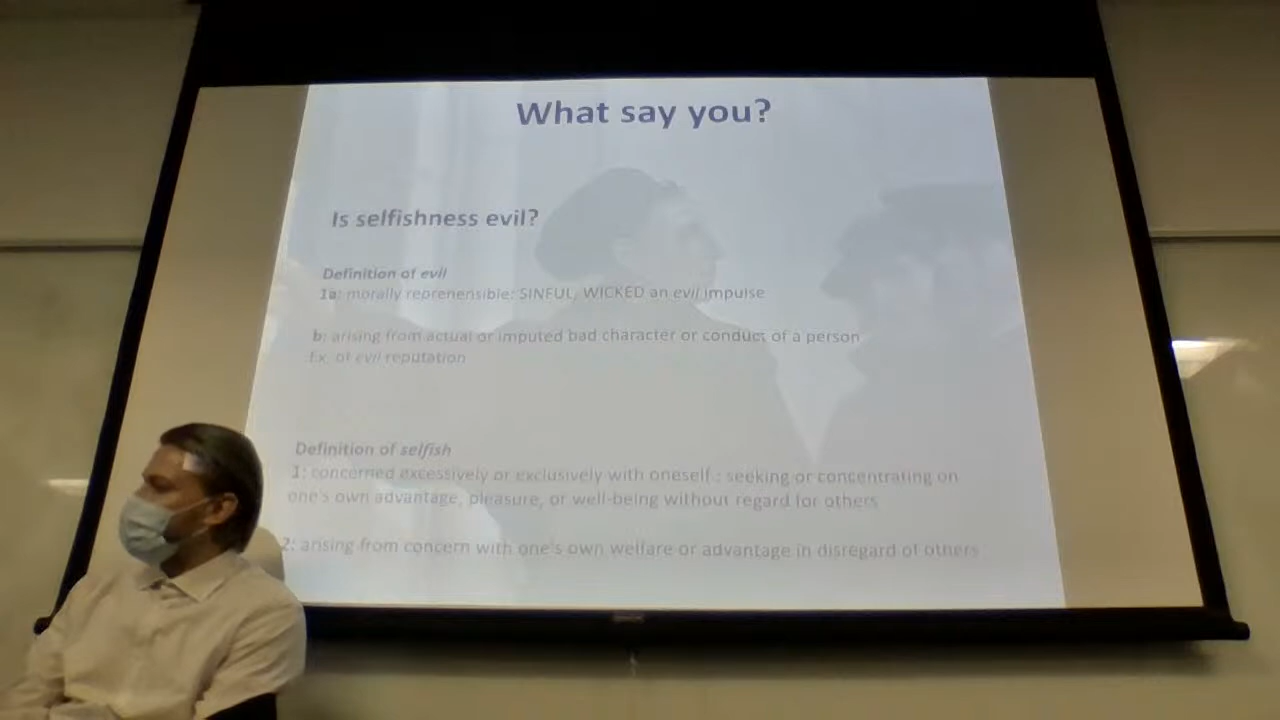 What say you?
Is selfishness evil?
Definition of evil
1a: morally reprehensible: SINFUL, WICKED an evil impulse
b: arising from actual or imputed bad character or conduct of a person
Ex. of evil reputation
Definition of selfish
1: concerned excessively or exclusively with oneself : seeking or concentrating on
one's own advantage, pleasure, or well-being without regard for others
2: arising from concern with one's own welfare or advantage in disregard of others